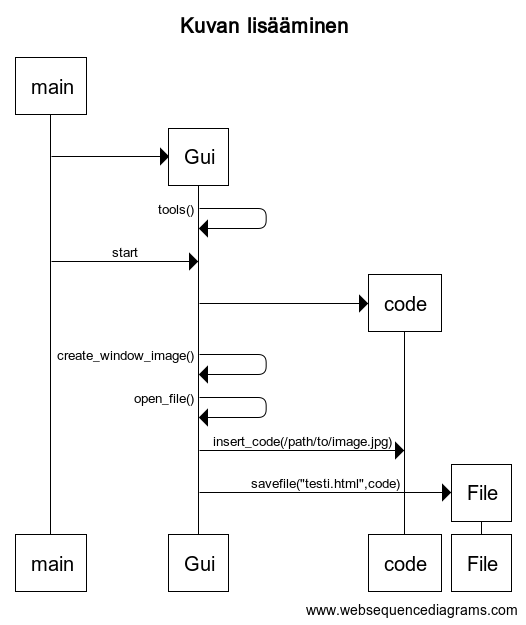 Kuvan lisääminen
main
Gui
tools()
start
code
create_window_image()
open_file()
insert_code(/path/to/image.jpg)
savefile("testi.html",code)
File
main
Gui
code
File
www.websequencediagrams.com